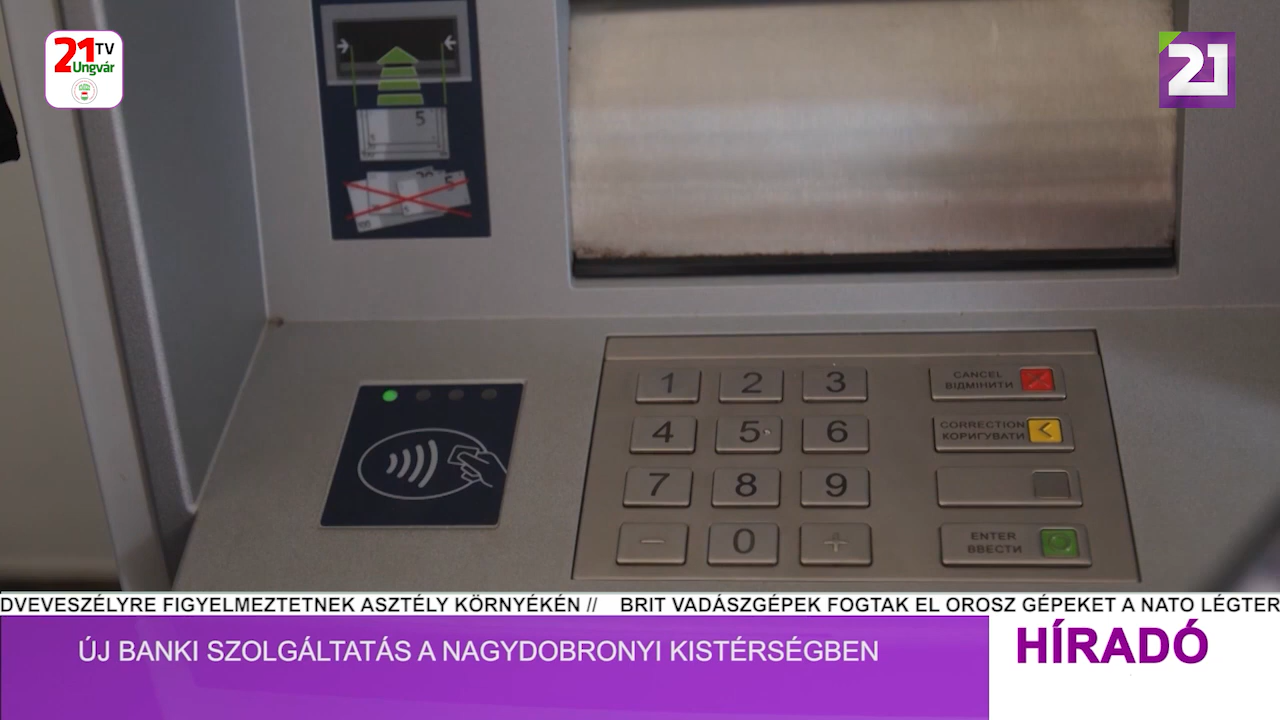 21 TV
Ungvár
21
5
20 5
1 2 3
CANCEL
ВІДМІНИТИ
4 5 6
CORRECTION
КОРИГУВАТИ
7 8 9
- 0 +
ENTER
ВВЕСТИ
DVEVESZÉLYRE FIGYELMEZTETNEK ASZTÉLY KÖRNYÉKÉN // BRIT VADÁSZGÉPEK FOGTAK EL OROSZ GÉPEKET A NATO LÉGTER
ÚJ BANKI SZOLGÁLTATÁS A NAGYDOBRONYI KISTÉRSÉGBEN
HÍRADÓ